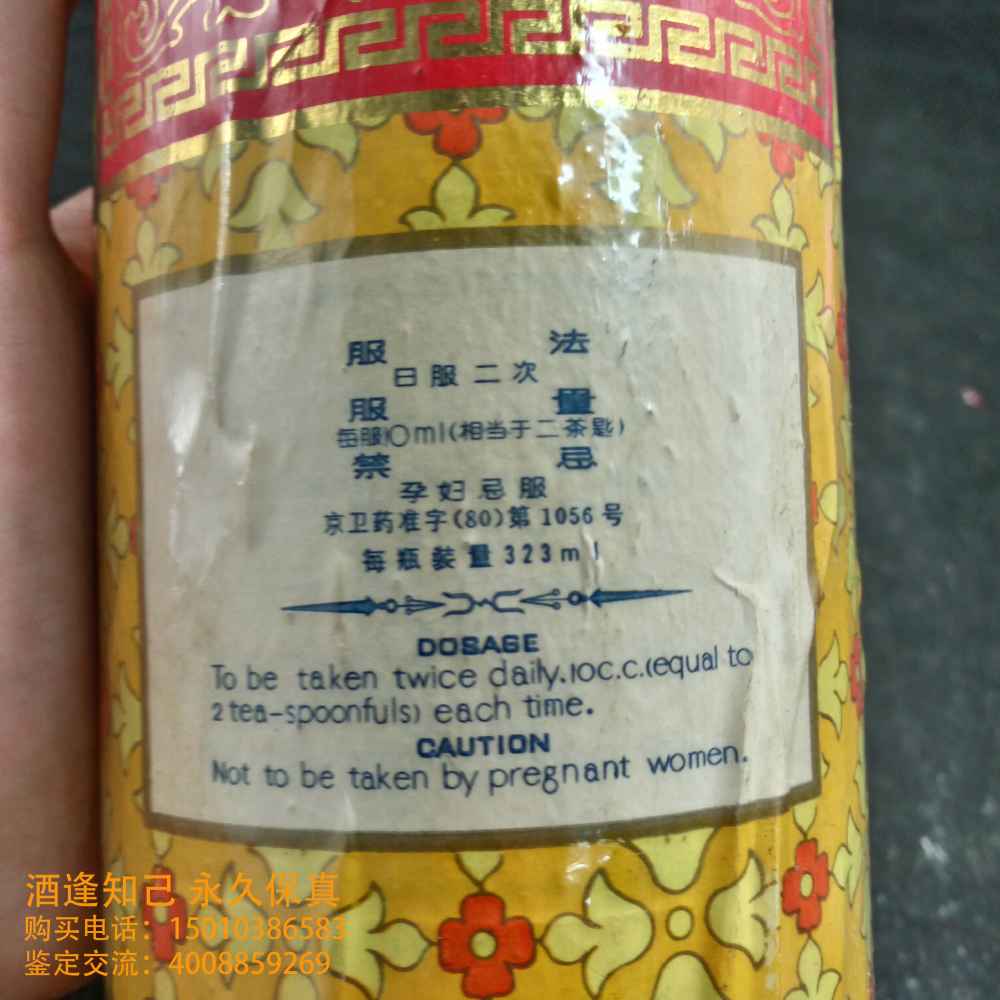 服 法
日服二次
服 量
每服10ml(相当于二茶匙)
禁 忌
孕妇忌服
京卫药准字(80)第1056号
每瓶装量323ml
DOSAGE
To be taken twice daily.10c.c.(equal to
2 tea-spoonfuls) each time.
CAUTION
Not to be taken by pregnant women.
酒逢知己 永久保真
购买电话：15010386583
鉴定交流：4008859269